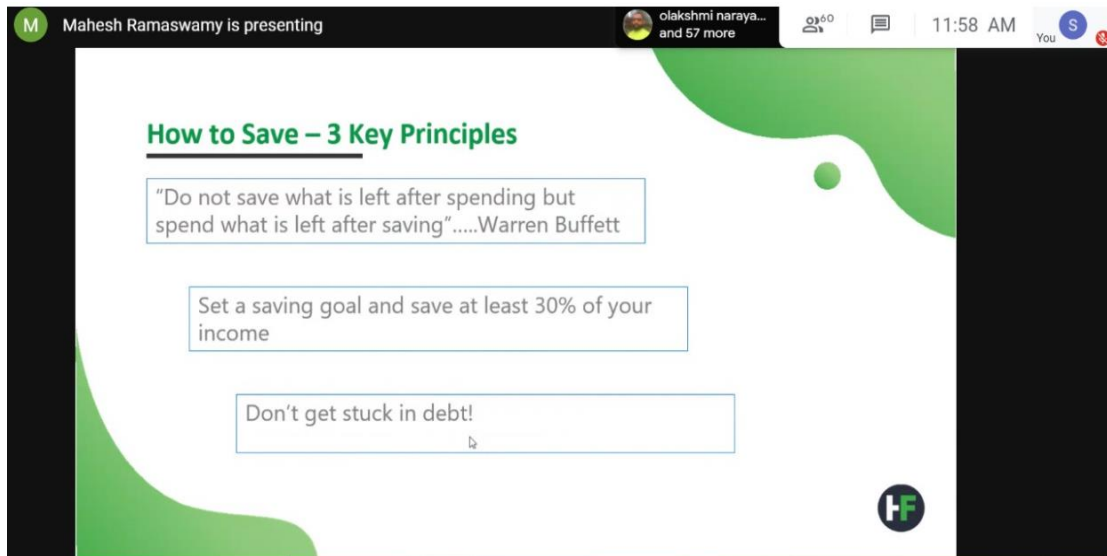 M
Mahesh Ramaswamy is presenting
olakshmi naraya...
and 57 more
60
11:58 AM
You
S
How to Save – 3 Key Principles
“Do not save what is left after spending but
spend what is left after saving”.....Warren Buffett
Set a saving goal and save at least 30% of your
income
Don't get stuck in debt!
HF